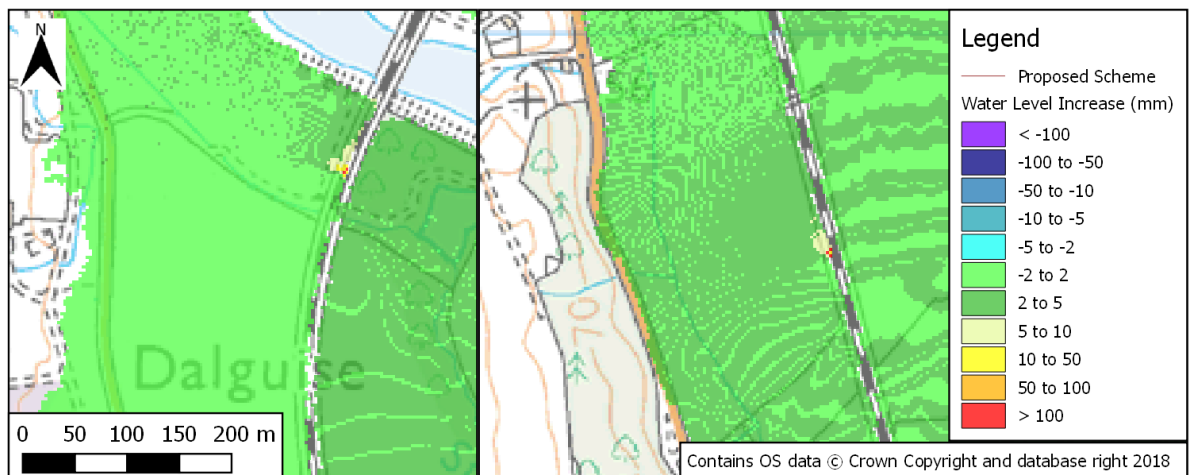 N
Dalguise
0 50 100 150 200 m
Legend
Proposed Scheme
Water Level Increase (mm)
< -100
-100 to -50
-50 to -10
-10 to -5
-5 to -2
-2 to 2
2 to 5
5 to 10
10 to 50
50 to 100
> 100
Contains OS data © Crown Copyright and database right 2018